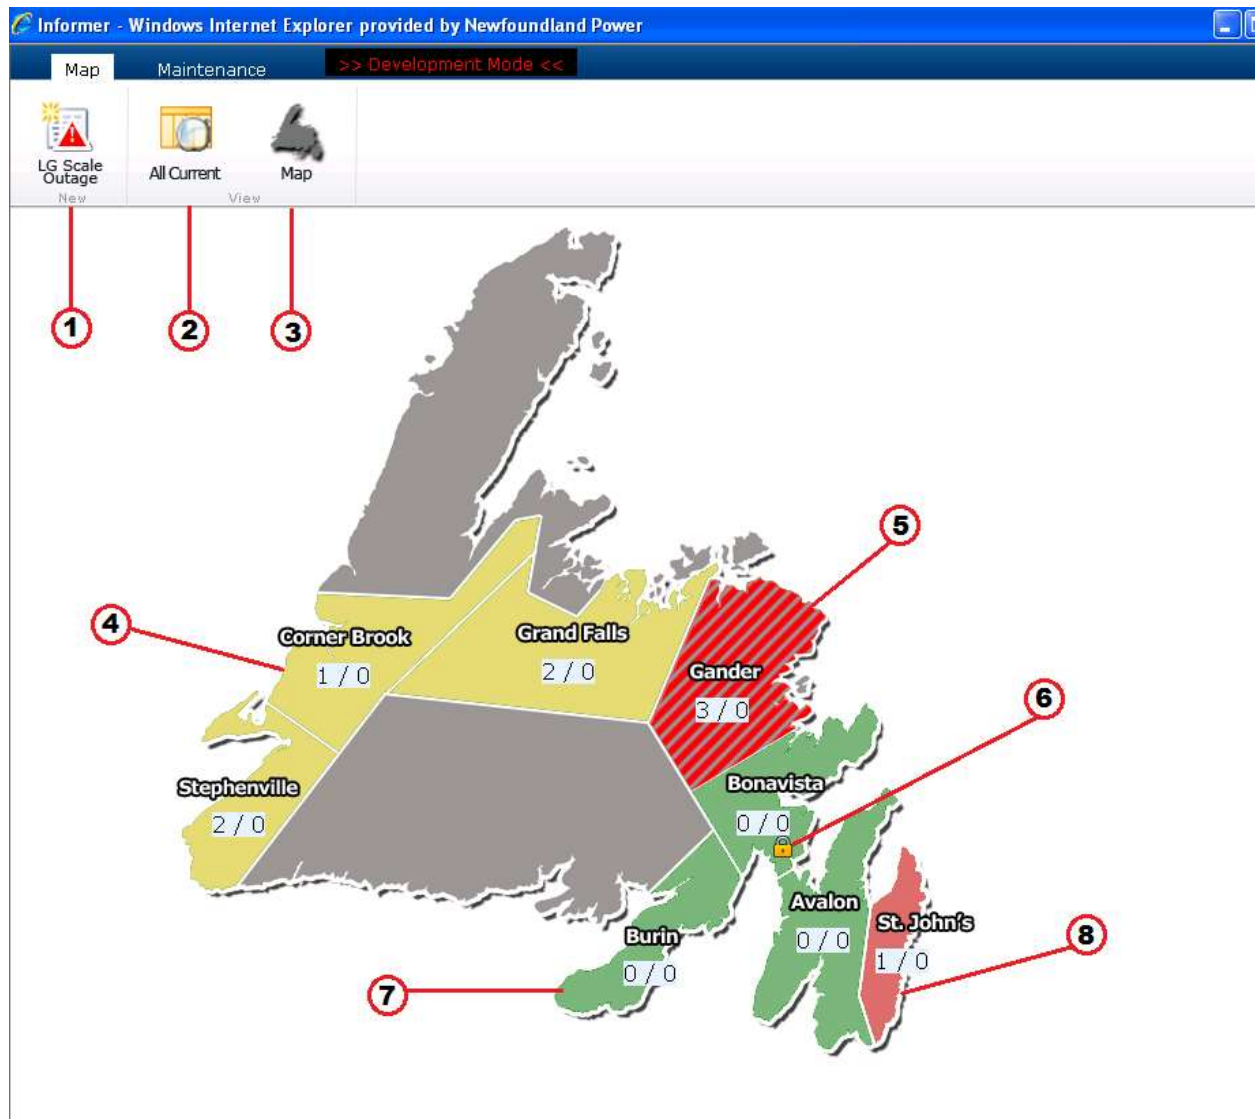 Informer - Windows Internet Explorer provided by Newfoundland Power
Map Maintenance >> Development Mode <<
LG Scale
Outage
All Current
Map
New
View
1
2
3
5
4
Corner Brook
1 / 0
Grand Falls
2 / 0
Gander
3 / 0
6
Stephenville
2 / 0
Bonavista
0 / 0
Avalon
0 / 0
St. John's
1 / 0
8
Burin
0 / 0
7